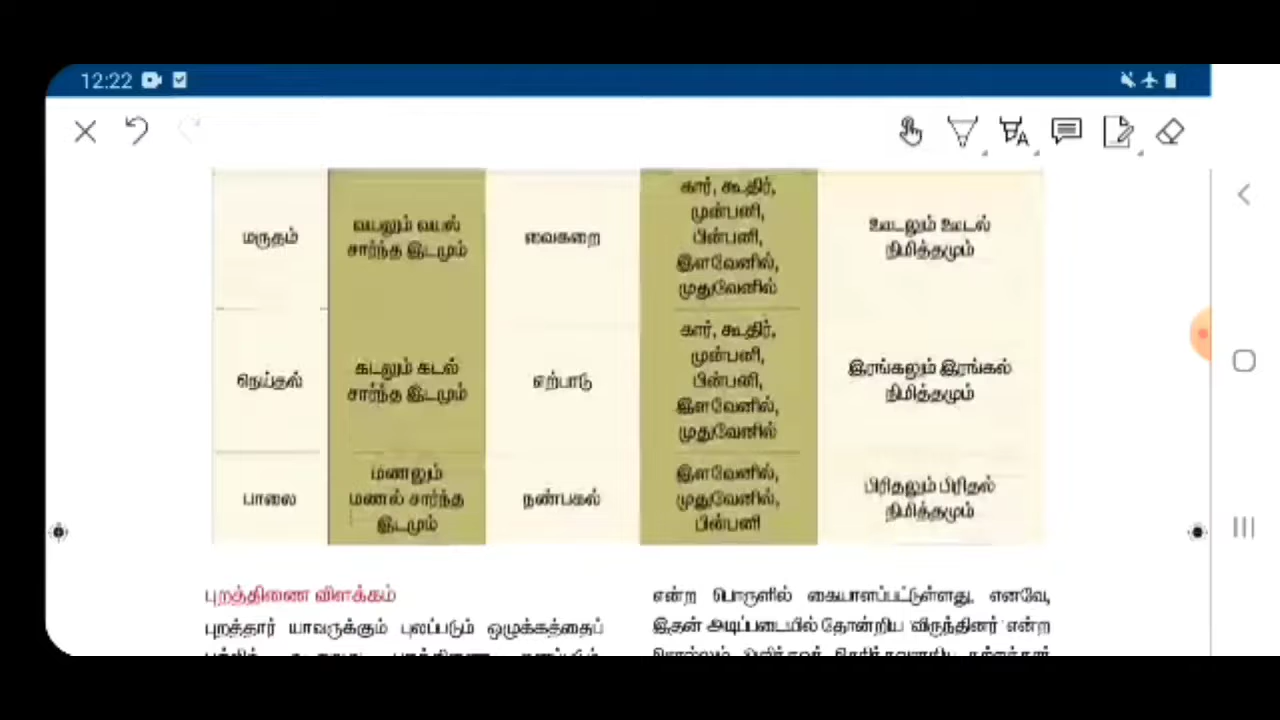 12:22
மருதம்
வயலும் வயல்
சார்ந்த இடமும்
வைகறை
கார், கூதிர்,
முன்பனி,
பின்பனி,
இளவேனில்,
முதுவேனில்
ஊடலும் ஊடல்
நிமித்தமும்
நெய்தல்
கடலும் கடல்
சார்ந்த இடமும்
எற்பாடு
கார், கூதிர்,
முன்பனி,
பின்பனி,
இளவேனில்,
முதுவேனில்
இரங்கலும் இரங்கல்
நிமித்தமும்
பாலை
மணலும்
மணல் சார்ந்த
இடமும்
நண்பகல்
இளவேனில்,
முதுவேனில்,
பின்பனி
பிரிதலும் பிரிதல்
நிமித்தமும்
புறத்திணை விளக்கம்
புறத்தார் யாவருக்கும் புலப்படும் ஒழுக்கத்தைப்
என்ற பொருளில் கையாளப்பட்டுள்ளது. எனவே,
இதன் அடிப்படையில் தோன்றிய 'விருந்தினர்' என்ற